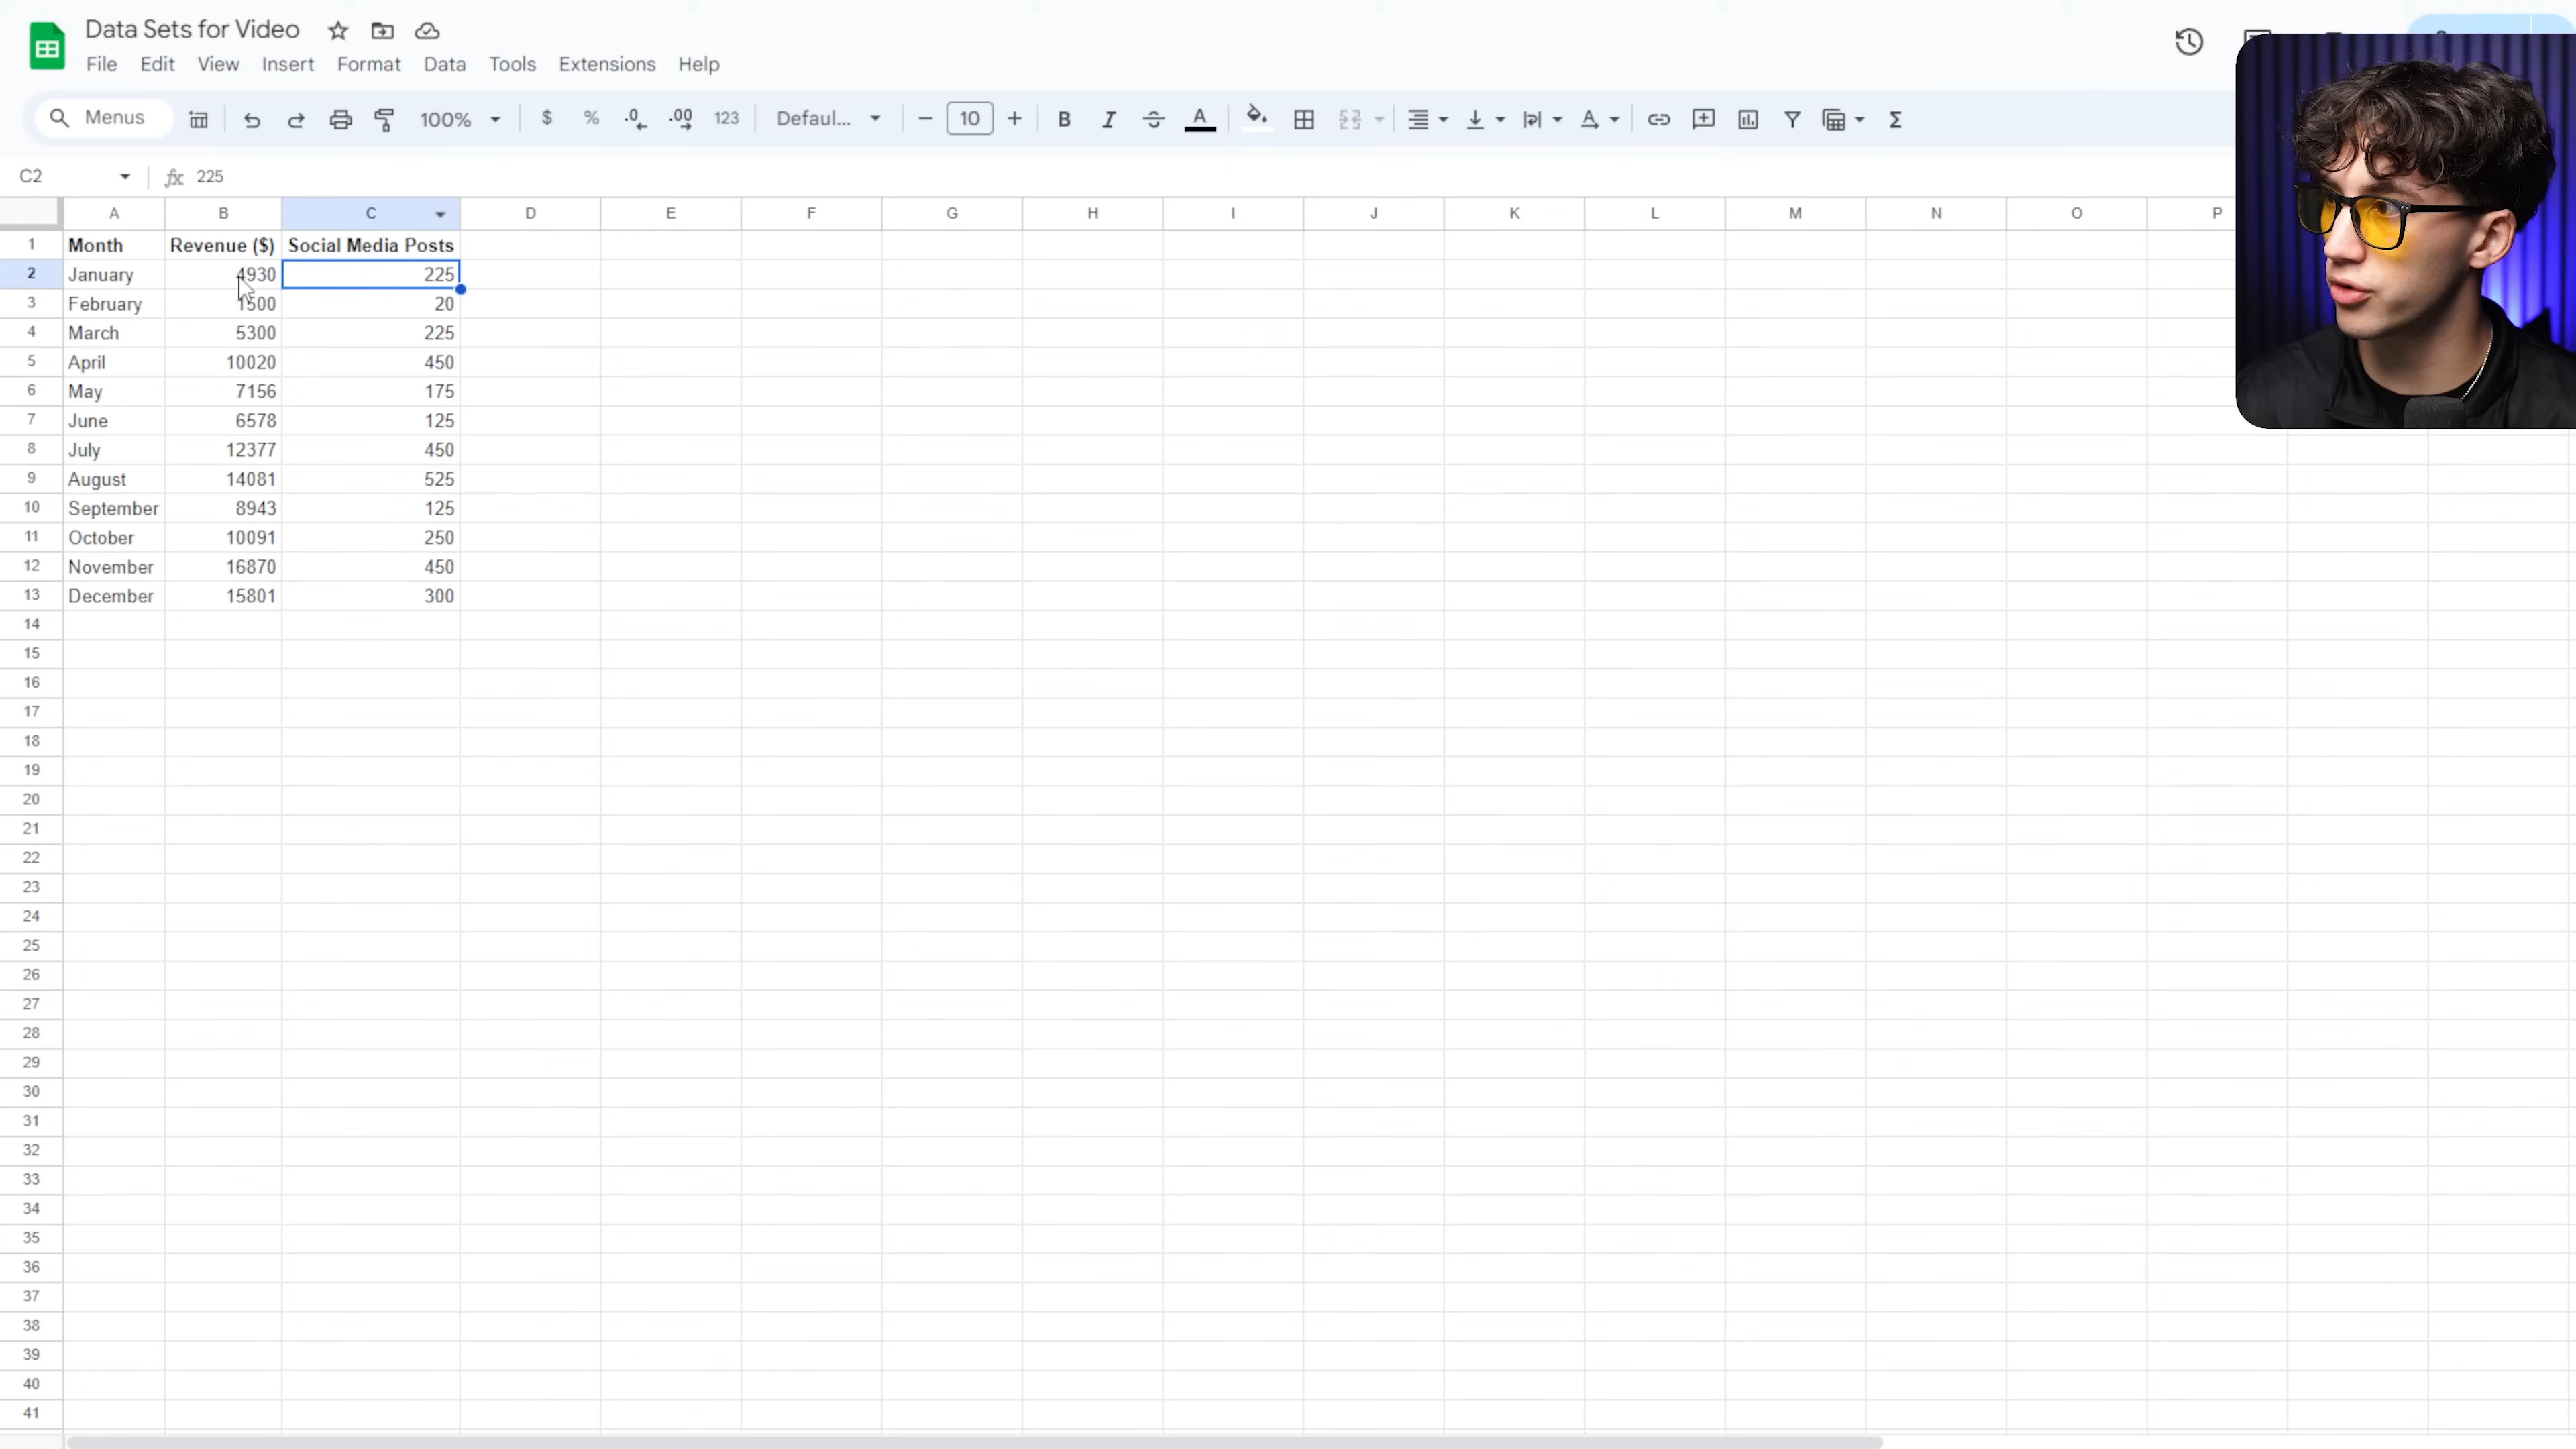 Data Sets for Video
File Edit View Insert Format Data Tools Extensions Help
Menus 100% $ % .0 .00 123 Defaul... 10 B I A Σ
C2 fx 225
A B C D E F G H I J K L M N O P
1 Month Revenue ($) Social Media Posts
2 January 4930 225
3 February 1500 20
4 March 5300 225
5 April 10020 450
6 May 7156 175
7 June 6578 125
8 July 12377 450
9 August 14081 525
10 September 8943 125
11 October 10091 250
12 November 16870 450
13 December 15801 300
14
15
16
17
18
19
20
21
22
23
24
25
26
27
28
29
30
31
32
33
34
35
36
37
38
39
40
41